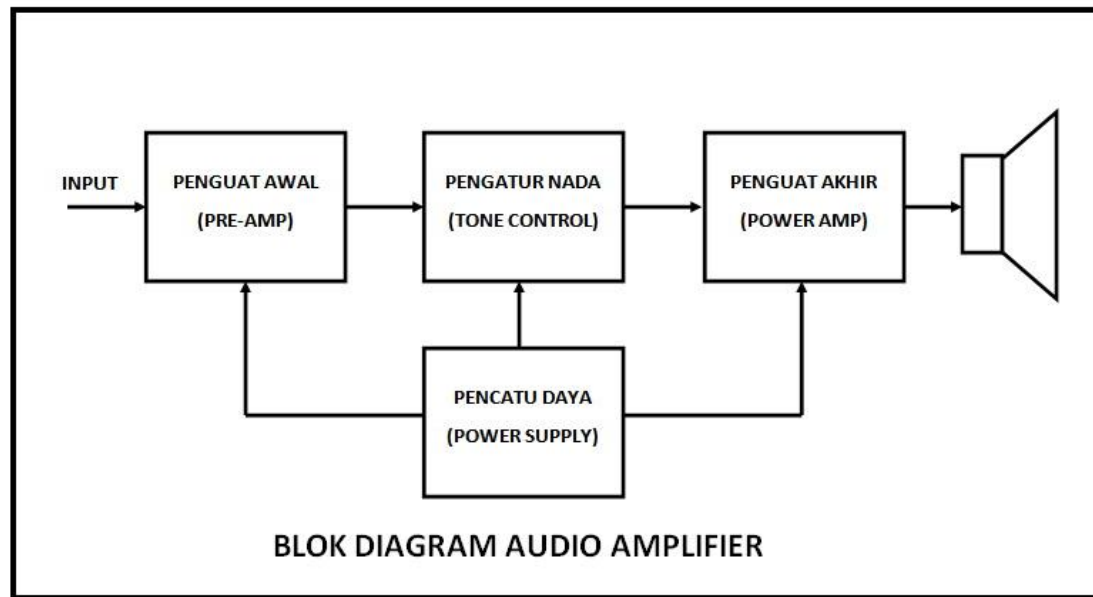 INPUT
PENGUAT AWAL
(PRE-AMP)
PENGATUR NADA
(TONE CONTROL)
PENGUAT AKHIR
(POWER AMP)
PENCATU DAYA
(POWER SUPPLY)
BLOK DIAGRAM AUDIO AMPLIFIER